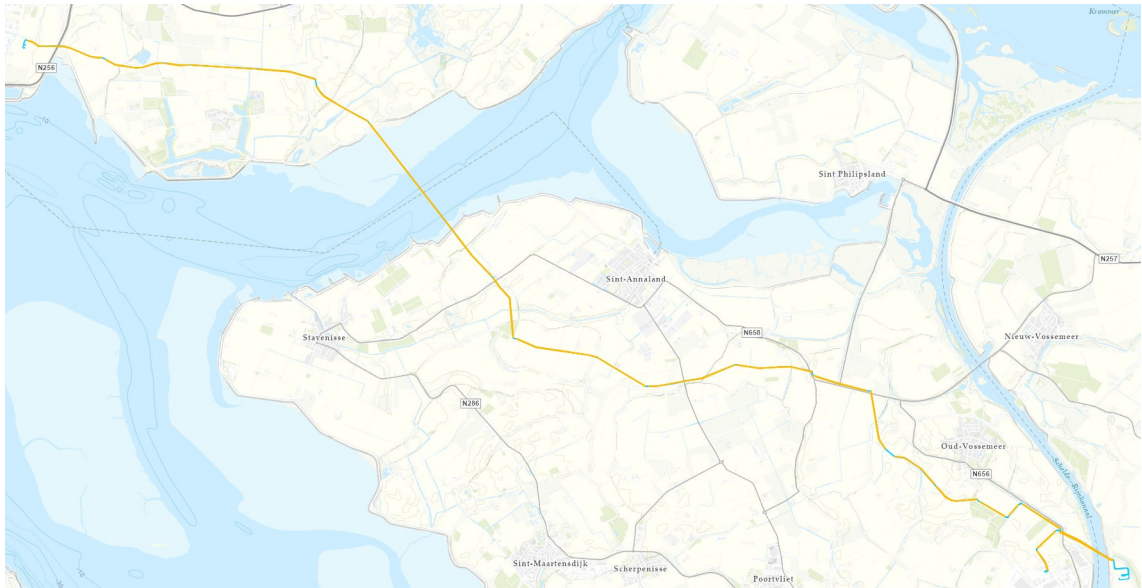 Krammer
N256
-10
Sint Philipsland
N257
Sint-Annaland
N658
Nieuw-Vossemeer
Stavenisse
N286
Oud-Vossemeer
N656
Schelde-Rijnkanaal
Sint-Maartensdijk
Scherpenisse
Poortvliet